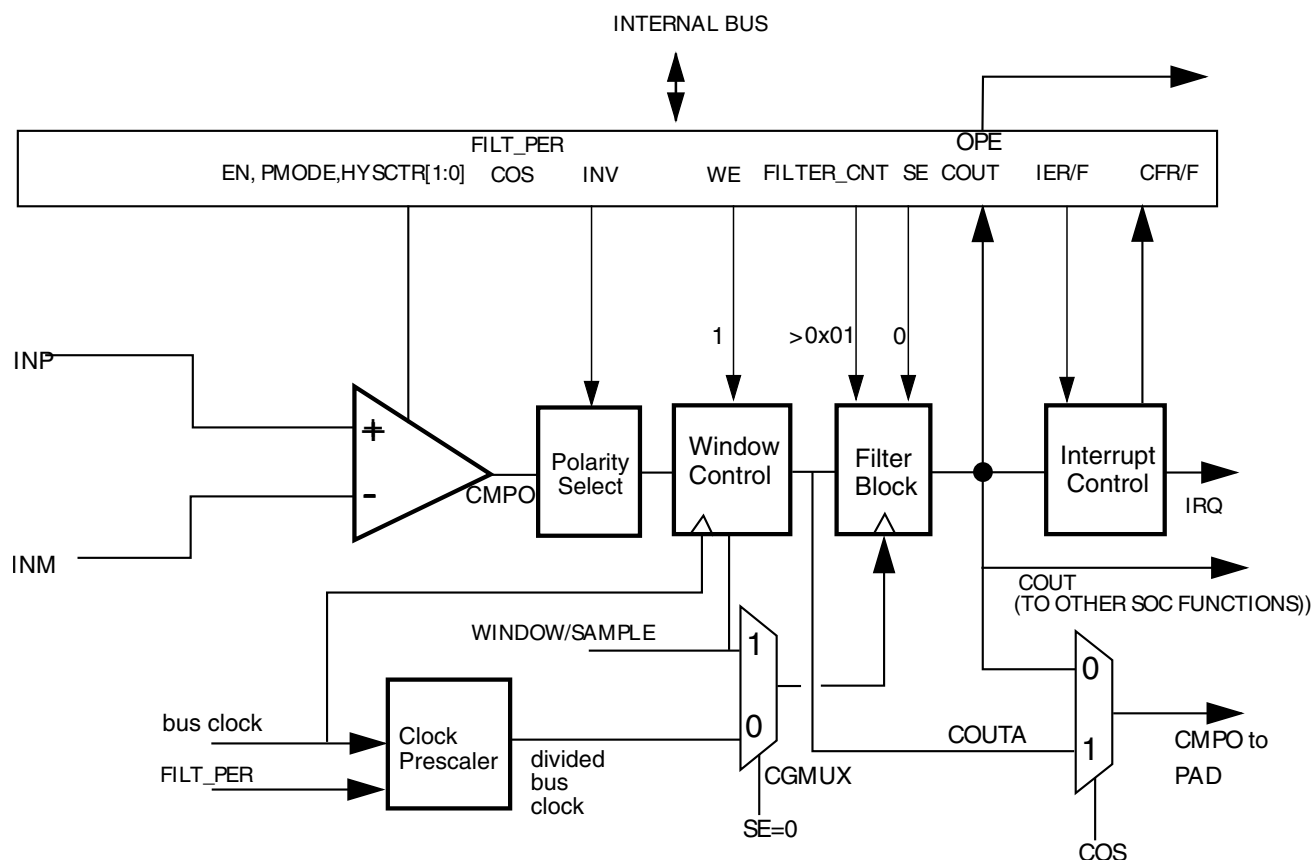 INTERNAL BUS
FILT_PER
OPE
EN, PMODE,HYSCTR[1:0]
COS
INV
WE
FILTER_CNT
SE
COUT
IER/F
CFR/F
1
>0x01
0
INP
+
-
INM
CMPO
Polarity
Select
Window
Control
Filter
Block
Interrupt
Control
IRQ
COUT
(TO OTHER SOC FUNCTIONS))
WINDOW/SAMPLE
1
0
0
1
bus clock
FILT_PER
Clock
Prescaler
divided
bus
clock
CGMUX
SE=0
COUTA
CMPO to
PAD
COS